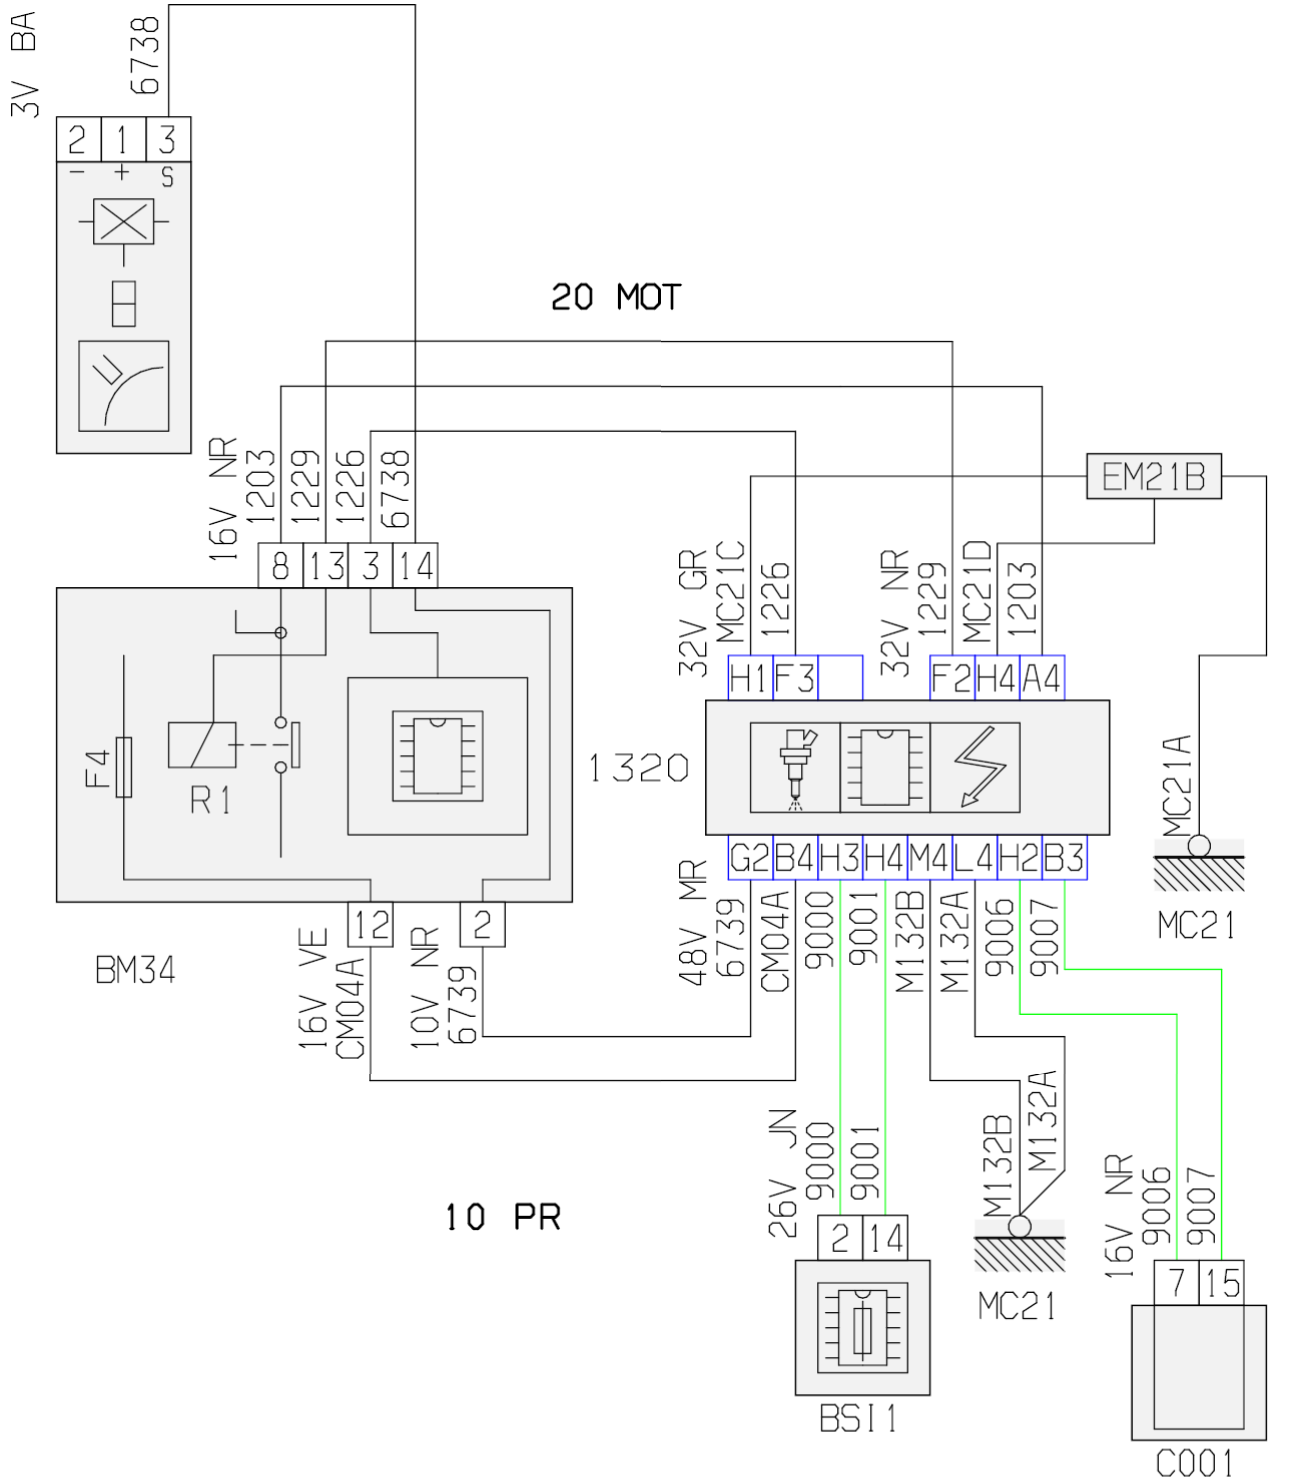 3V BA
6738
2 1 3
- + S
20 MOT
16V NR
1203
1229
1226
6738
8 13 3 14
EM21B
32V GR
MC21C
1226
32V NR
1229
MC21D
1203
H1 F3
F2 H4 A4
F4
R1
1320
MC21A
MC21
G2 B4 H3 H4 M4 L4 H2 B3
48V MR
6739
CM04A
9000
9001
M132B
M132A
9006
9007
12
2
BM34
16V VE
CM04A
10V NR
6739
10 PR
26V JN
9000
9001
M132B
M132A
16V NR
9006
9007
2 14
BSI1
MC21
7 15
C001